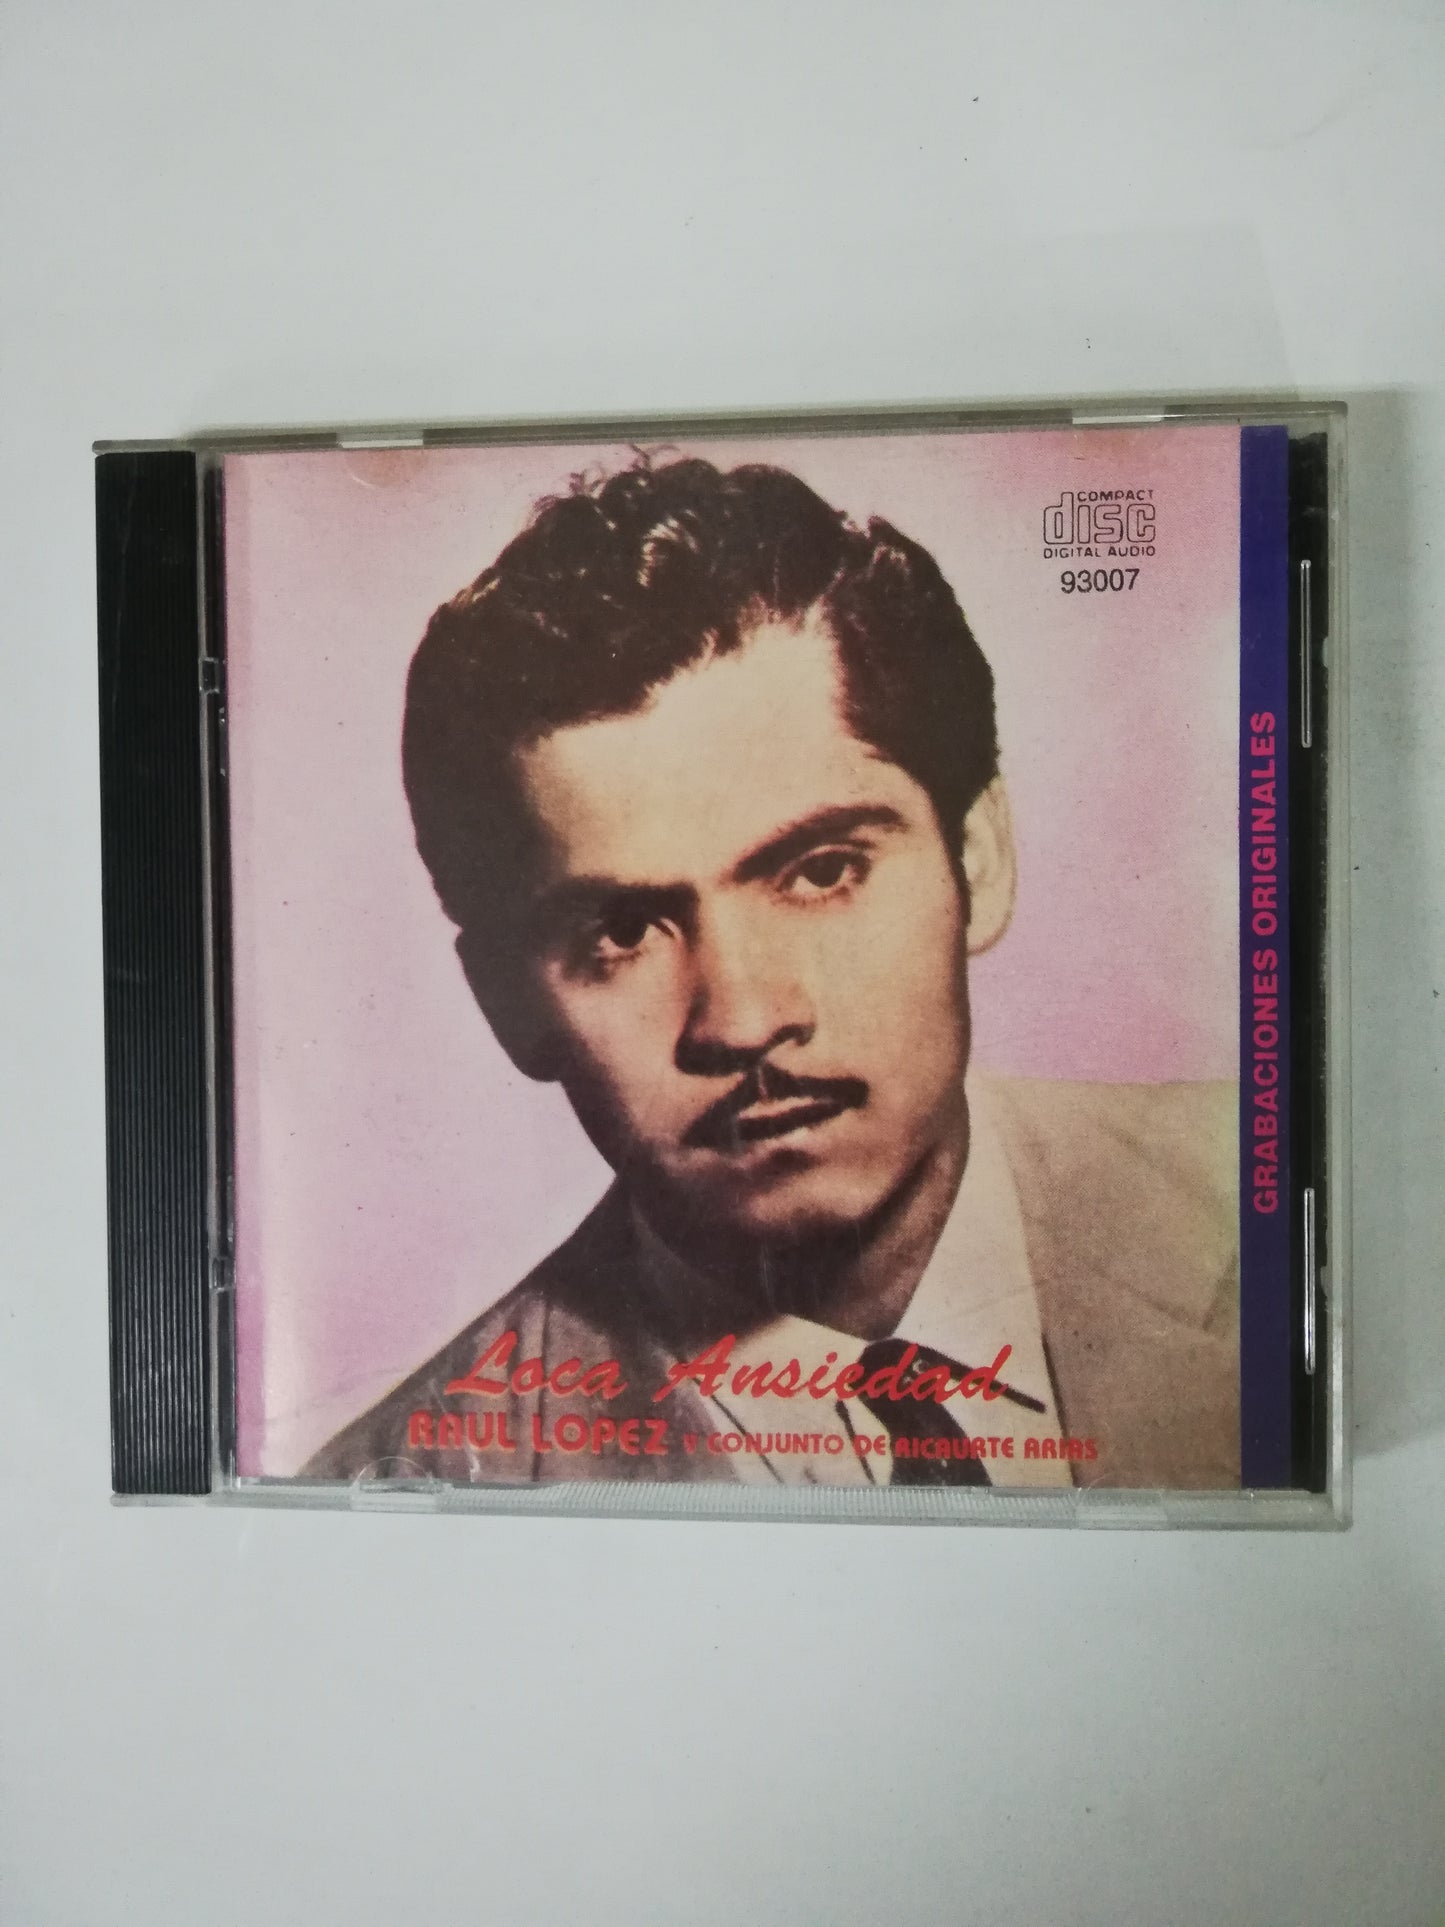 COMPACT
disc
DIGITAL AUDIO
93007
GRABACIONES ORIGINALES
Loca Ansiedad
RAUL LOPEZ Y CONJUNTO DE RICAURTE ARIAS